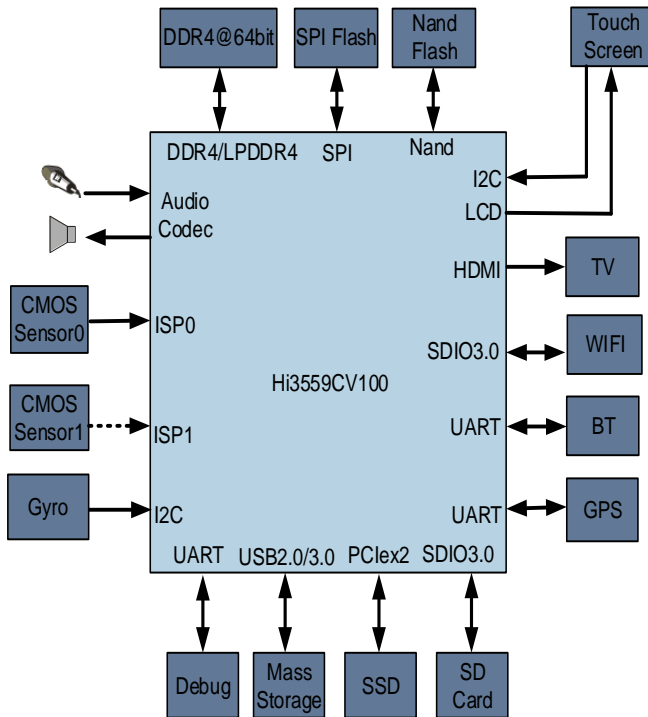 DDR4@64bit
SPI Flash
Nand
Flash
Touch
Screen
DDR4/LPDDR4
SPI
Nand
I2C
LCD
Audio
Codec
HDMI
TV
CMOS
Sensor0
ISP0
SDIO3.0
WIFI
Hi3559CV100
CMOS
Sensor1
ISP1
UART
BT
Gyro
I2C
UART
GPS
UART
USB2.0/3.0
PCIex2
SDIO3.0
Debug
Mass
Storage
SSD
SD
Card